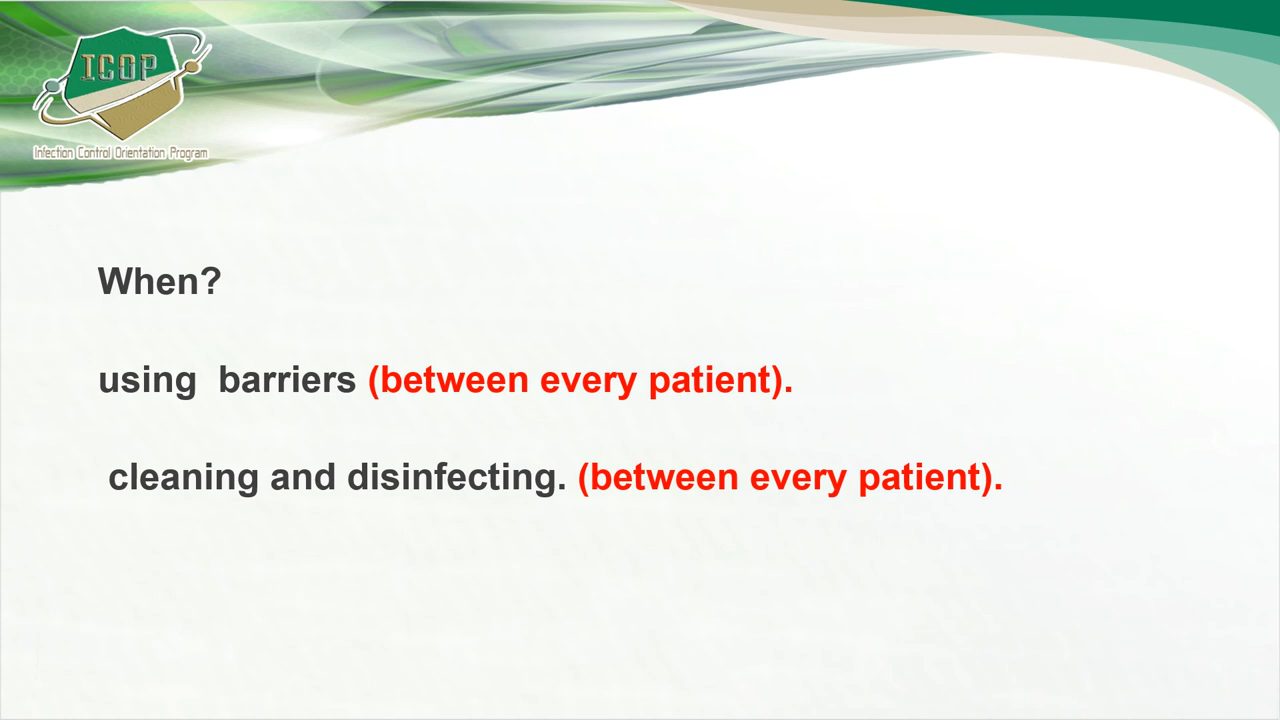 ICOP
Infection Control Orientation Program
When?
using  barriers (between every patient).
cleaning and disinfecting. (between every patient).